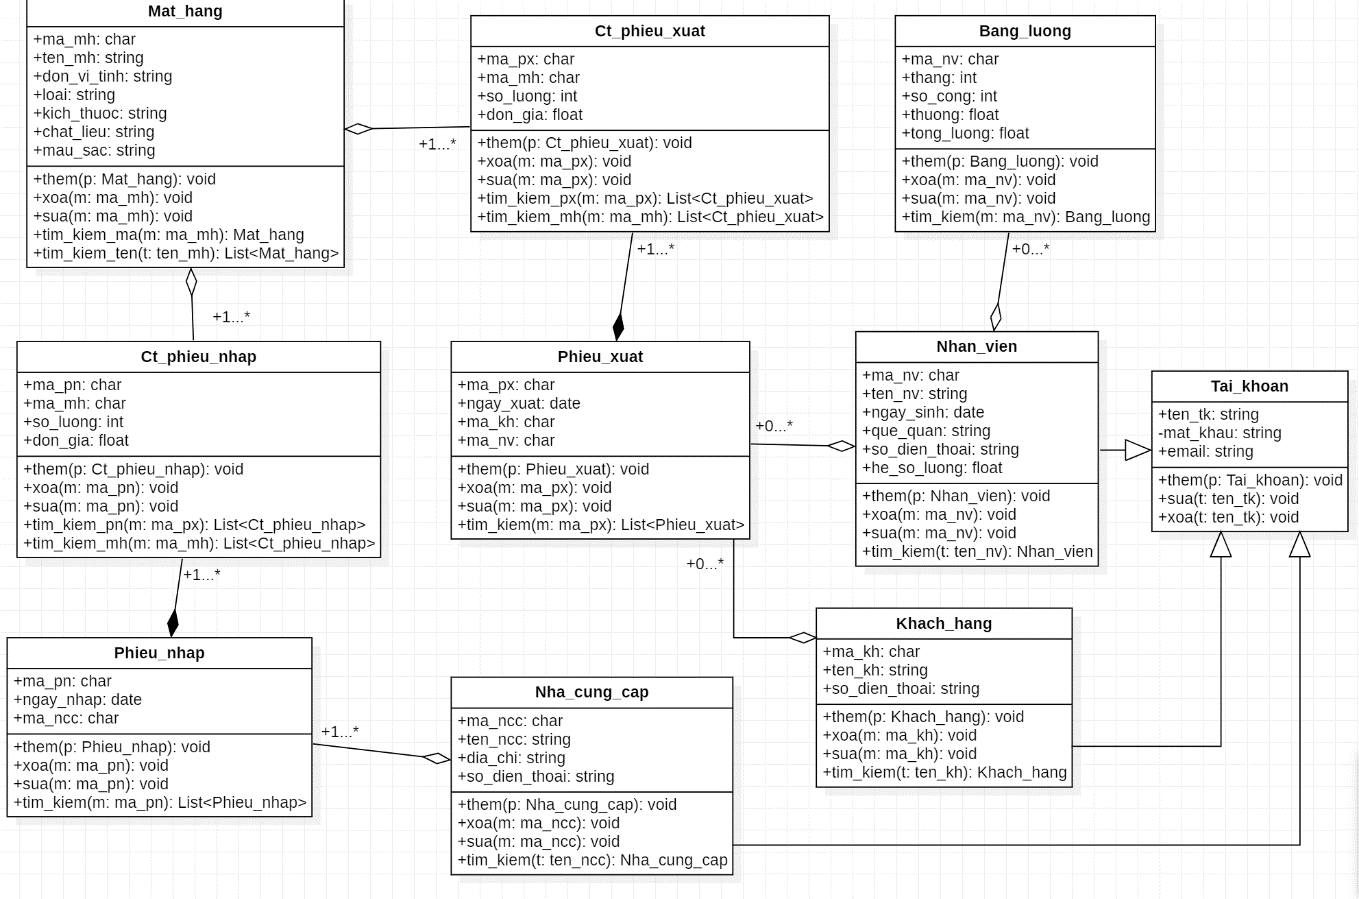 Mat_hang
+ma_mh: char
+ten_mh: string
+don_vi_tinh: string
+loai: string
+kich_thuoc: string
+chat_lieu: string
+mau_sac: string
+them(p: Mat_hang): void
+xoa(m: ma_mh): void
+sua(m: ma_mh): void
+tim_kiem_ma(m: ma_mh): Mat_hang
+tim_kiem_ten(t: ten_mh): List<Mat_hang>
+1...*
Ct_phieu_xuat
+ma_px: char
+ma_mh: char
+so_luong: int
+don_gia: float
+them(p: Ct_phieu_xuat): void
+xoa(m: ma_px): void
+sua(m: ma_px): void
+tim_kiem_px(m: ma_px): List<Ct_phieu_xuat>
+tim_kiem_mh(m: ma_mh): List<Ct_phieu_xuat>
+1...*
Bang_luong
+ma_nv: char
+thang: int
+so_cong: int
+thuong: float
+tong_luong: float
+them(p: Bang_luong): void
+xoa(m: ma_nv): void
+sua(m: ma_nv): void
+tim_kiem(m: ma_nv): Bang_luong
+0...*
+1...*
Ct_phieu_nhap
+ma_pn: char
+ma_mh: char
+so_luong: int
+don_gia: float
+them(p: Ct_phieu_nhap): void
+xoa(m: ma_pn): void
+sua(m: ma_pn): void
+tim_kiem_pn(m: ma_px): List<Ct_phieu_nhap>
+tim_kiem_mh(m: ma_mh): List<Ct_phieu_nhap>
+1...*
Phieu_xuat
+ma_px: char
+ngay_xuat: date
+ma_kh: char
+ma_nv: char
+them(p: Phieu_xuat): void
+xoa(m: ma_px): void
+sua(m: ma_px): void
+tim_kiem(m: ma_px): List<Phieu_xuat>
+0...*
+0...*
Nhan_vien
+ma_nv: char
+ten_nv: string
+ngay_sinh: date
+que_quan: string
+so_dien_thoai: string
+he_so_luong: float
+them(p: Nhan_vien): void
+xoa(m: ma_nv): void
+sua(m: ma_nv): void
+tim_kiem(t: ten_nv): Nhan_vien
Tai_khoan
+ten_tk: string
-mat_khau: string
+email: string
+them(p: Tai_khoan): void
+sua(t: ten_tk): void
+xoa(t: ten_tk): void
Phieu_nhap
+ma_pn: char
+ngay_nhap: date
+ma_ncc: char
+them(p: Phieu_nhap): void
+xoa(m: ma_pn): void
+sua(m: ma_pn): void
+tim_kiem(m: ma_pn): List<Phieu_nhap>
+1...*
Nha_cung_cap
+ma_ncc: char
+ten_ncc: string
+dia_chi: string
+so_dien_thoai: string
+them(p: Nha_cung_cap): void
+xoa(m: ma_ncc): void
+sua(m: ma_ncc): void
+tim_kiem(t: ten_ncc): Nha_cung_cap
Khach_hang
+ma_kh: char
+ten_kh: string
+so_dien_thoai: string
+them(p: Khach_hang): void
+xoa(m: ma_kh): void
+sua(m: ma_kh): void
+tim_kiem(t: ten_kh): Khach_hang